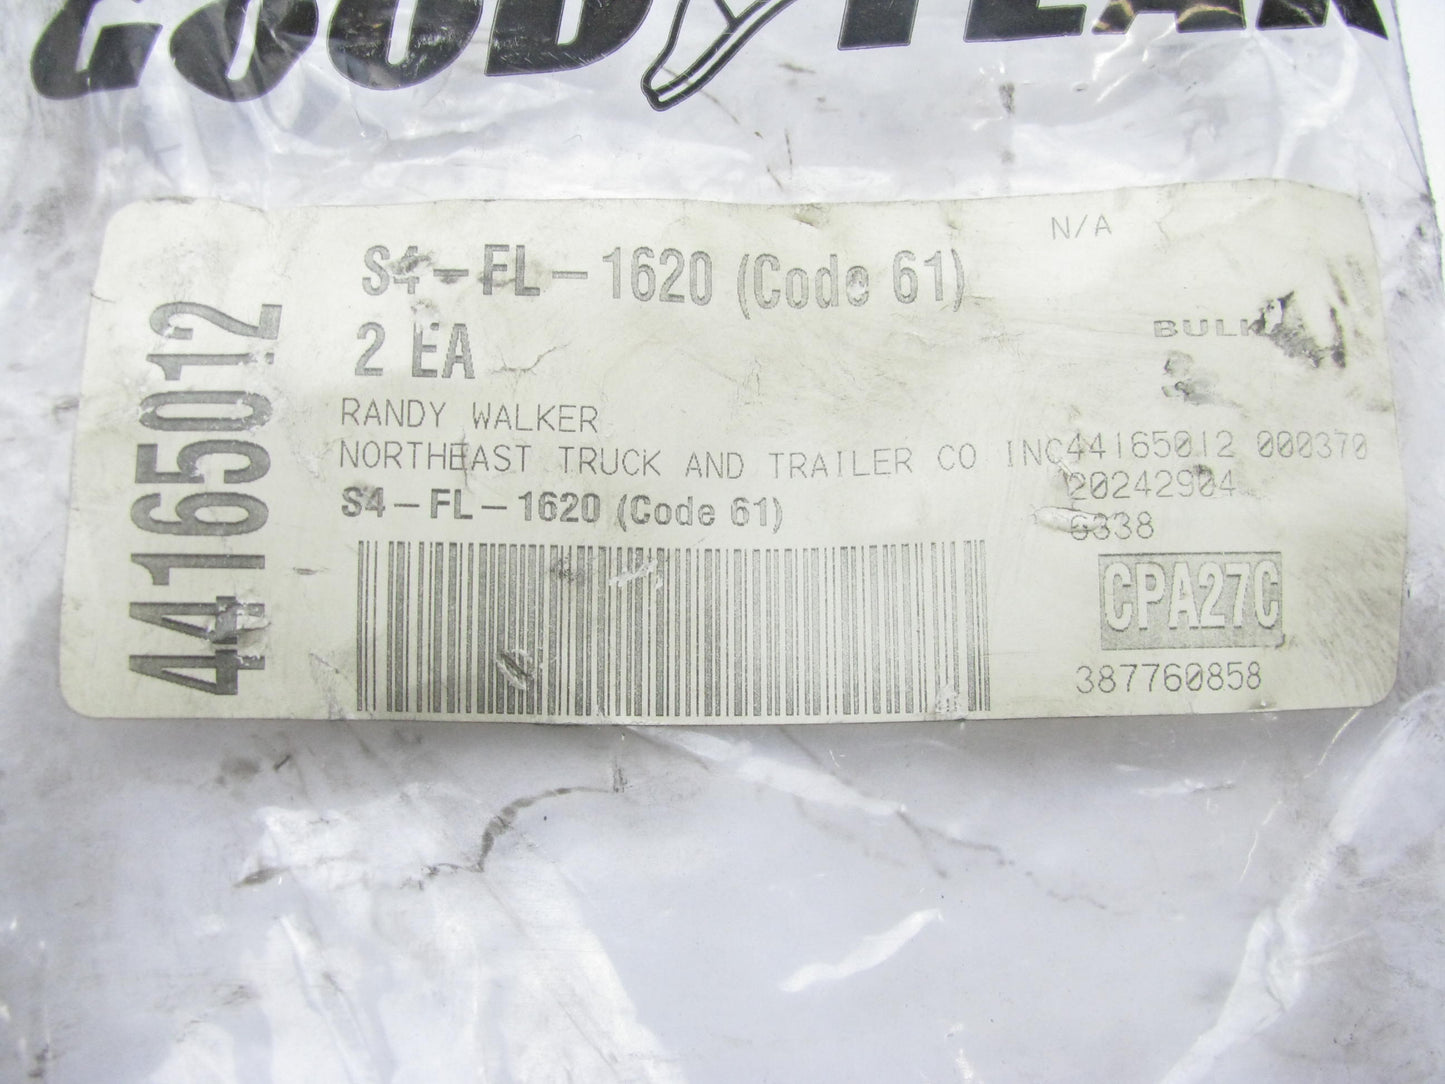 GOODYEAR
N/A
S4-FL-1620 (Code 61)
BULK
2 EA
RANDY WALKER
NORTHEAST TRUCK AND TRAILER CO INC44165012 000370
20242904
S4-FL-1620 (Code 61)
0338
CPA27C
387760858
44165012